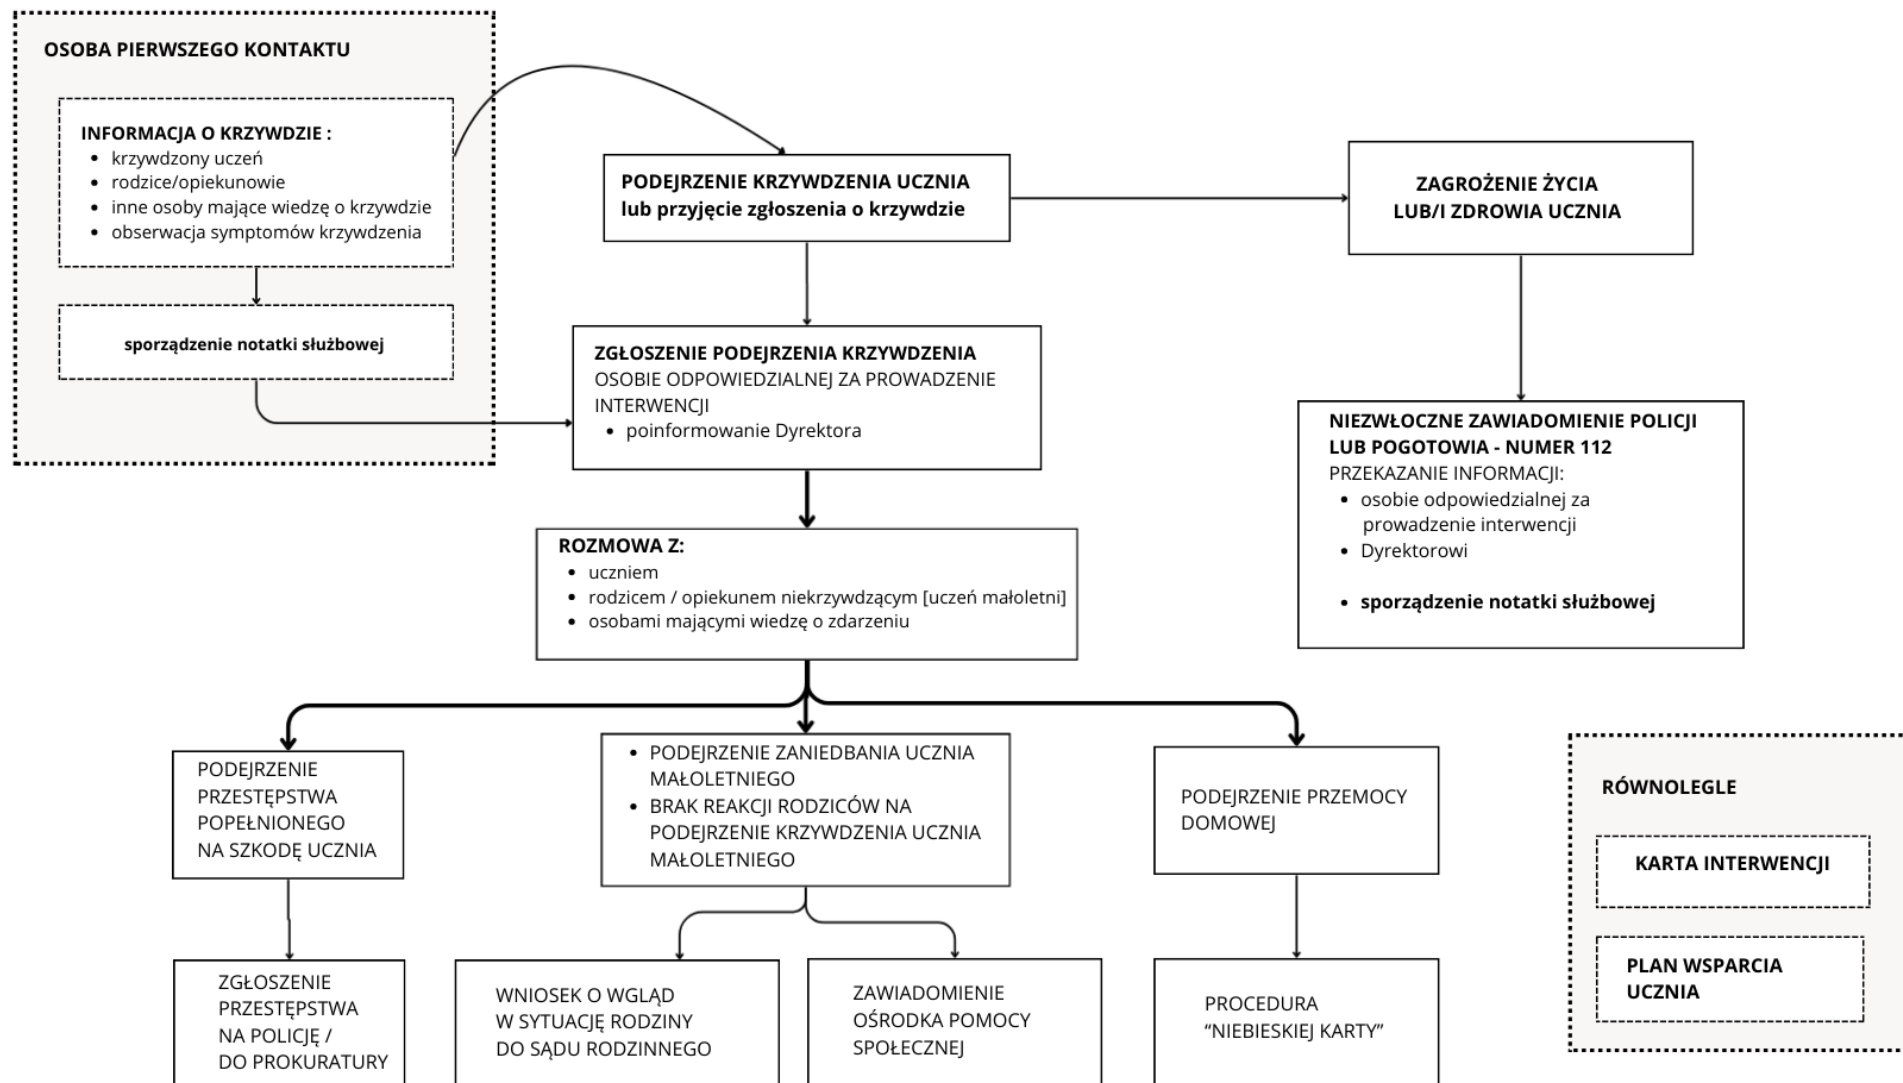 OSOBA PIERWSZEGO KONTAKTU
INFORMACJA O KRZYWDZIE :
• krzywdzony uczeń
• rodzice/opiekunowie
• inne osoby mające wiedzę o krzywdzie
• obserwacja symptomów krzywdzenia
sporządzenie notatki służbowej
PODEJRZENIE KRZYWDZENIA UCZNIA
lub przyjęcie zgłoszenia o krzywdzie
ZAGROŻENIE ŻYCIA
LUB/I ZDROWIA UCZNIA
ZGŁOSZENIE PODEJRZENIA KRZYWDZENIA
OSOBIE ODPOWIEDZIALNEJ ZA PROWADZENIE
INTERWENCJI
• poinformowanie Dyrektora
NIEZWŁOCZNE ZAWIADOMIENIE POLICJI
LUB POGOTOWIA - NUMER 112
PRZEKAZANIE INFORMACJI:
• osobie odpowiedzialnej za
prowadzenie interwencji
• Dyrektorowi
• sporządzenie notatki służbowej
ROZMOWA Z:
• uczniem
• rodzicem / opiekunem niekrzywdzącym [uczeń małoletni]
• osobami mającymi wiedzę o zdarzeniu
PODEJRZENIE
PRZESTĘPSTWA
POPEŁNIONEGO
NA SZKODĘ UCZNIA
• PODEJRZENIE ZANIEDBANIA UCZNIA
MAŁOLETNIEGO
• BRAK REAKCJI RODZICÓW NA
PODEJRZENIE KRZYWDZENIA UCZNIA
MAŁOLETNIEGO
PODEJRZENIE PRZEMOCY
DOMOWEJ
ZGŁOSZENIE
PRZESTĘPSTWA
NA POLICJĘ /
DO PROKURATURY
WNIOSEK O WGLĄD
W SYTUACJĘ RODZINY
DO SĄDU RODZINNEGO
ZAWIADOMIENIE
OŚRODKA POMOCY
SPOŁECZNEJ
PROCEDURA
“NIEBIESKIEJ KARTY”
RÓWNOLEGLE
KARTA INTERWENCJI
PLAN WSPARCIA
UCZNIA